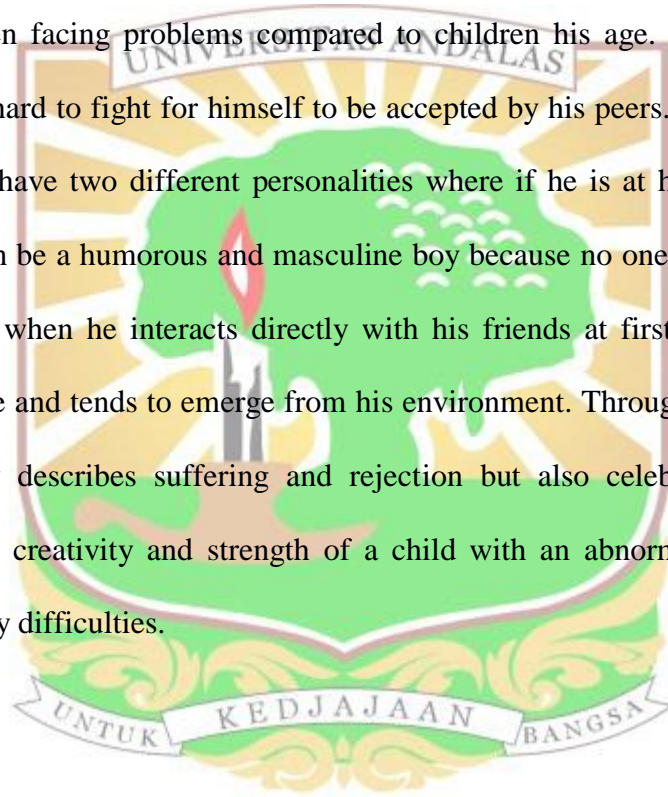 UNIVERSITAS ANDALAS
en facing problems compared to children his age.
hard to fight for himself to be accepted by his peers.
have two different personalities where if he is at h
n be a humorous and masculine boy because no one
when he interacts directly with his friends at first
e and tends to emerge from his environment. Throug
describes suffering and rejection but also celeb
creativity and strength of a child with an abnorm
y difficulties.
UNTUK KEDJAJAAN BANGSA